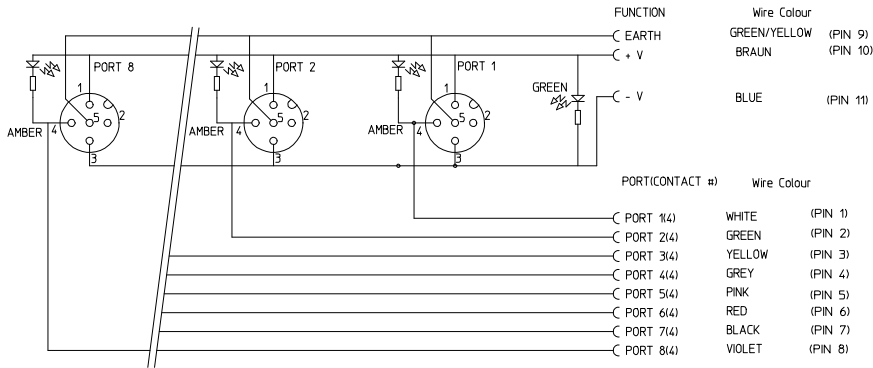 FUNCTION Wire Colour
EARTH GREEN/YELLOW (PIN 9)
+ V BRAUN (PIN 10)
PORT 8 PORT 2 PORT 1
GREEN
- V BLUE (PIN 11)
1 1 1
5 2 5 2 5 2
AMBER 4 AMBER 4 AMBER 4
3 3 3
PORT(CONTACT #) Wire Colour
PORT 1(4) WHITE (PIN 1)
PORT 2(4) GREEN (PIN 2)
PORT 3(4) YELLOW (PIN 3)
PORT 4(4) GREY (PIN 4)
PORT 5(4) PINK (PIN 5)
PORT 6(4) RED (PIN 6)
PORT 7(4) BLACK (PIN 7)
PORT 8(4) VIOLET (PIN 8)